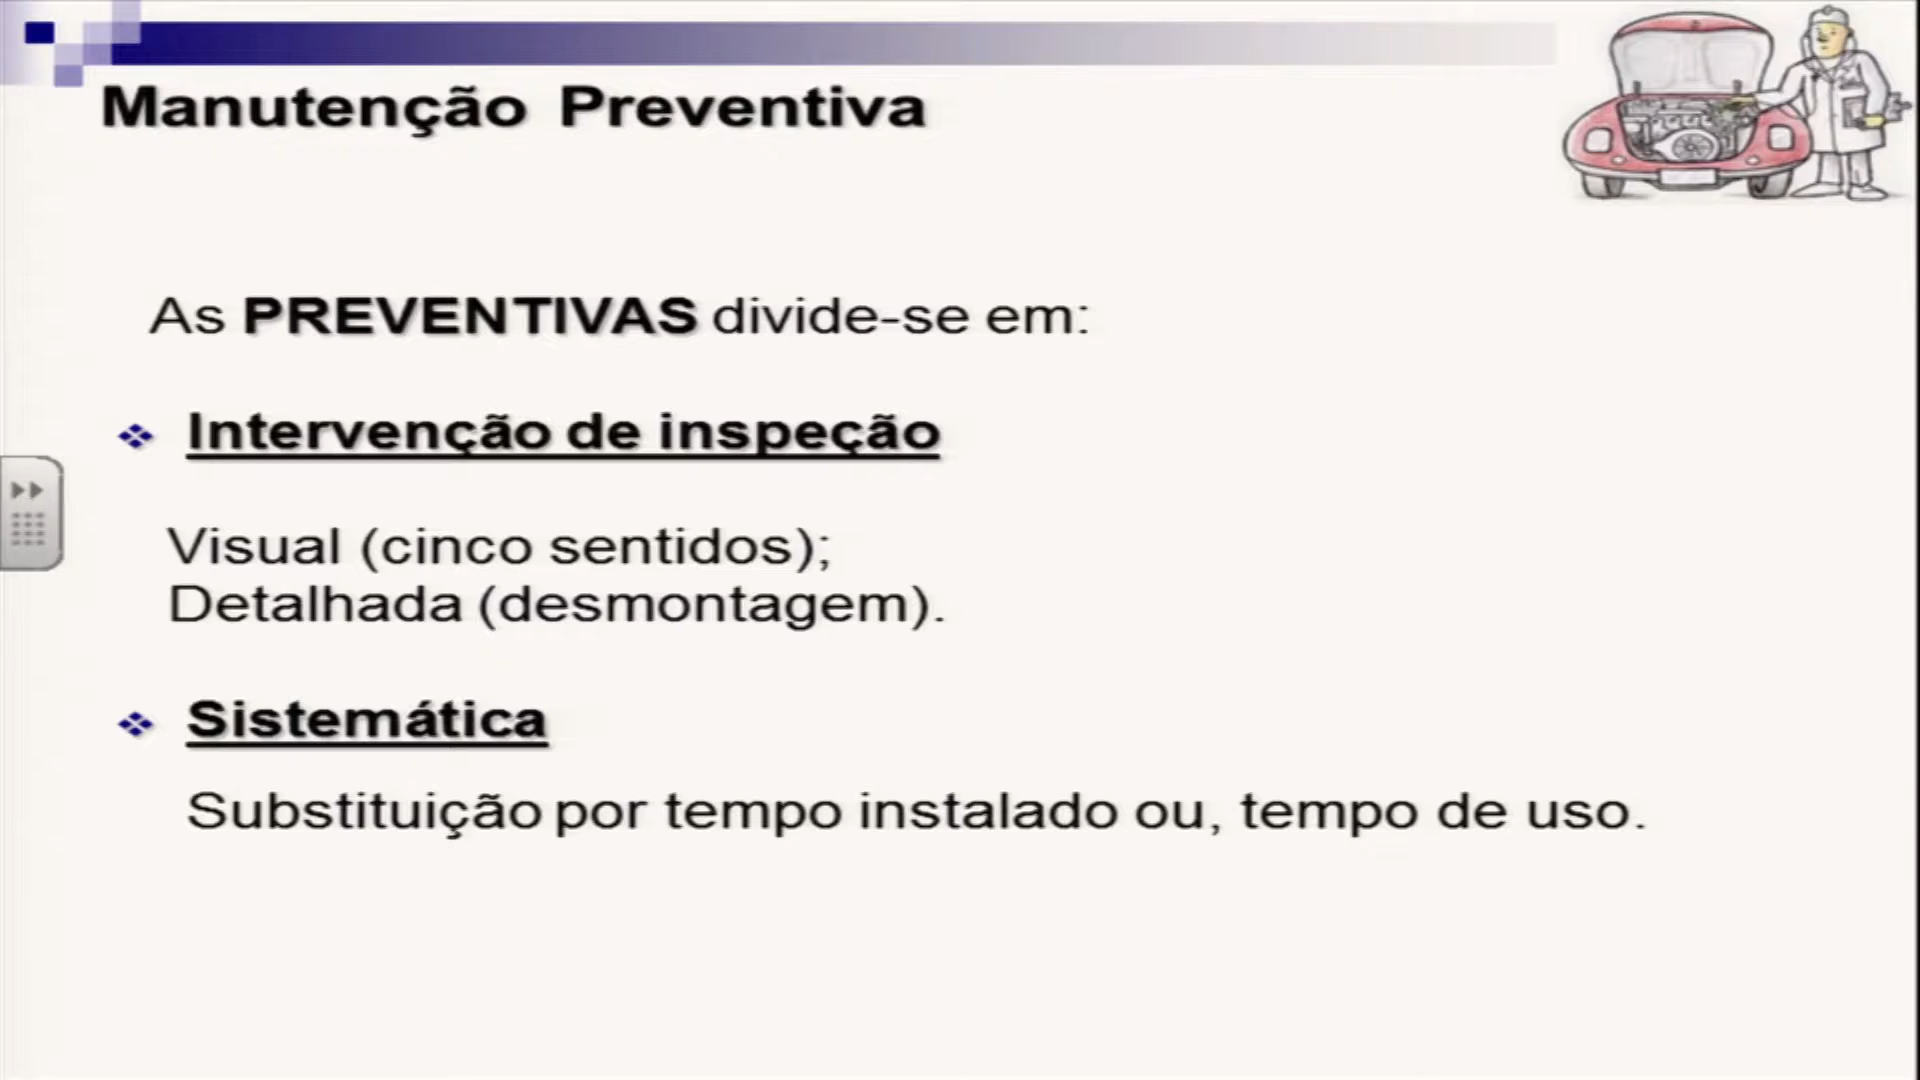 Manutenção Preventiva
As PREVENTIVAS divide-se em:
Intervenção de inspeção
Visual (cinco sentidos);
Detalhada (desmontagem).
Sistemática
Substituição por tempo instalado ou, tempo de uso.